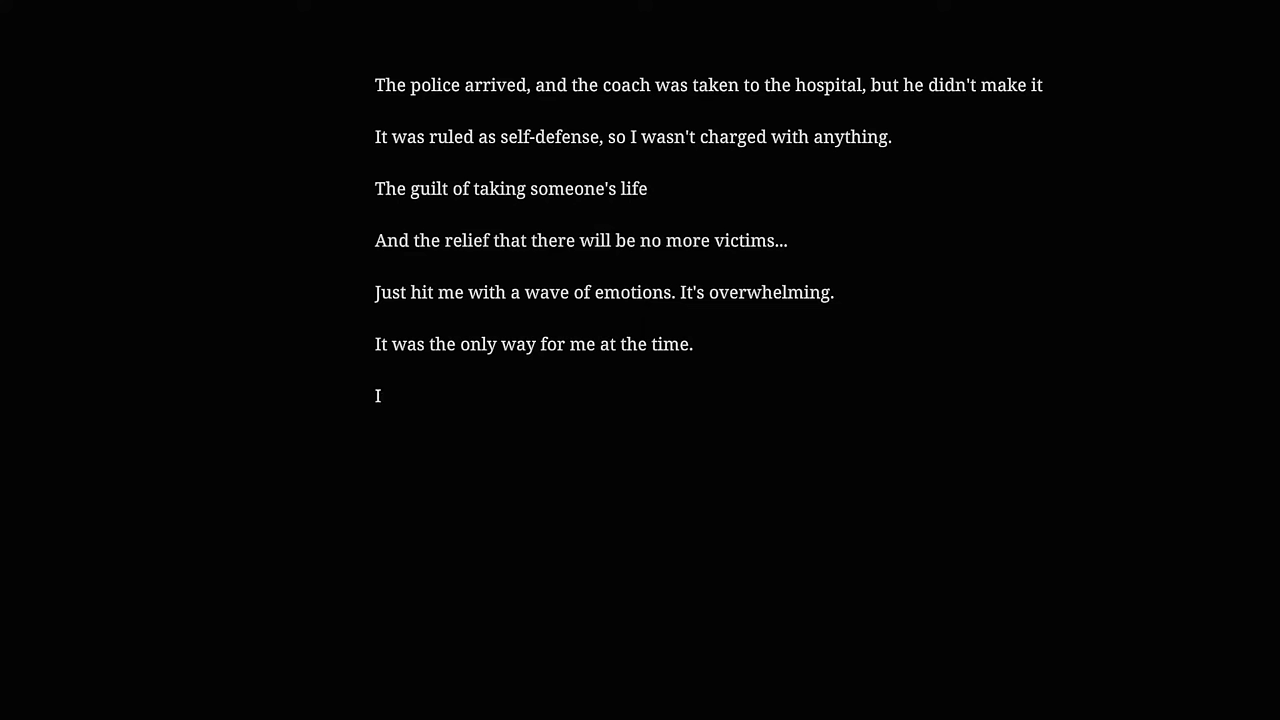 The police arrived, and the coach was taken to the hospital, but he didn't make it
It was ruled as self-defense, so I wasn't charged with anything.
The guilt of taking someone's life
And the relief that there will be no more victims...
Just hit me with a wave of emotions. It's overwhelming.
It was the only way for me at the time.
I